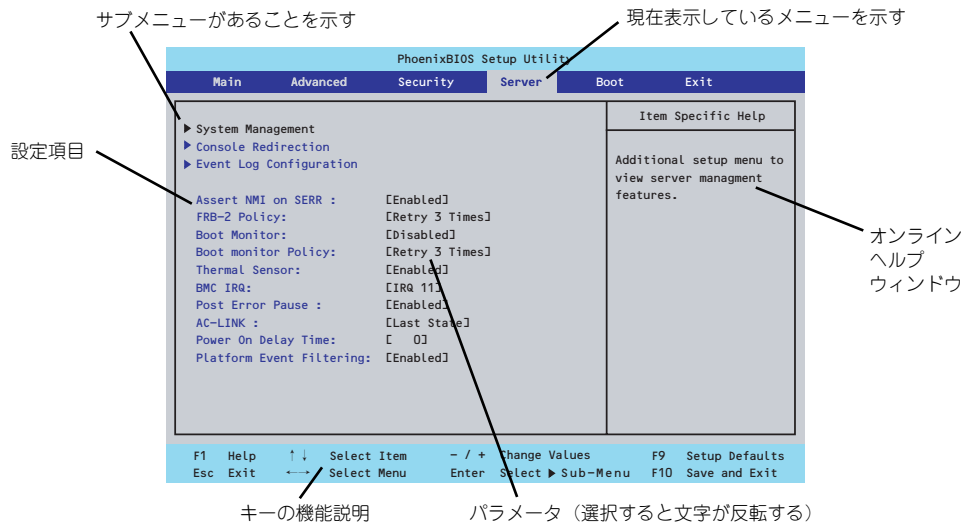 サブメニューがあることを示す
現在表示しているメニューを示す
PhoenixBIOS Setup Utility
Main Advanced Security Server Boot Exit
Item Specific Help
▶ System Management
▶ Console Redirection
▶ Event Log Configuration
Additional setup menu to
view server managment
features.
設定項目
Assert NMI on SERR : [Enabled]
FRB-2 Policy: [Retry 3 Times]
Boot Monitor: [Disabled]
Boot monitor Policy: [Retry 3 Times]
Thermal Sensor: [Enabled]
BMC IRQ: [IRQ 11]
Post Error Pause : [Enabled]
AC-LINK : [Last State]
Power On Delay Time: [ 0]
Platform Event Filtering: [Enabled]
オンライン
ヘルプ
ウィンドウ
F1 Help ↑↓ Select Item - / + Change Values F9 Setup Defaults
Esc Exit ←→ Select Menu Enter Select ▶ Sub-Menu F10 Save and Exit
キーの機能説明
パラメータ（選択すると文字が反転する）